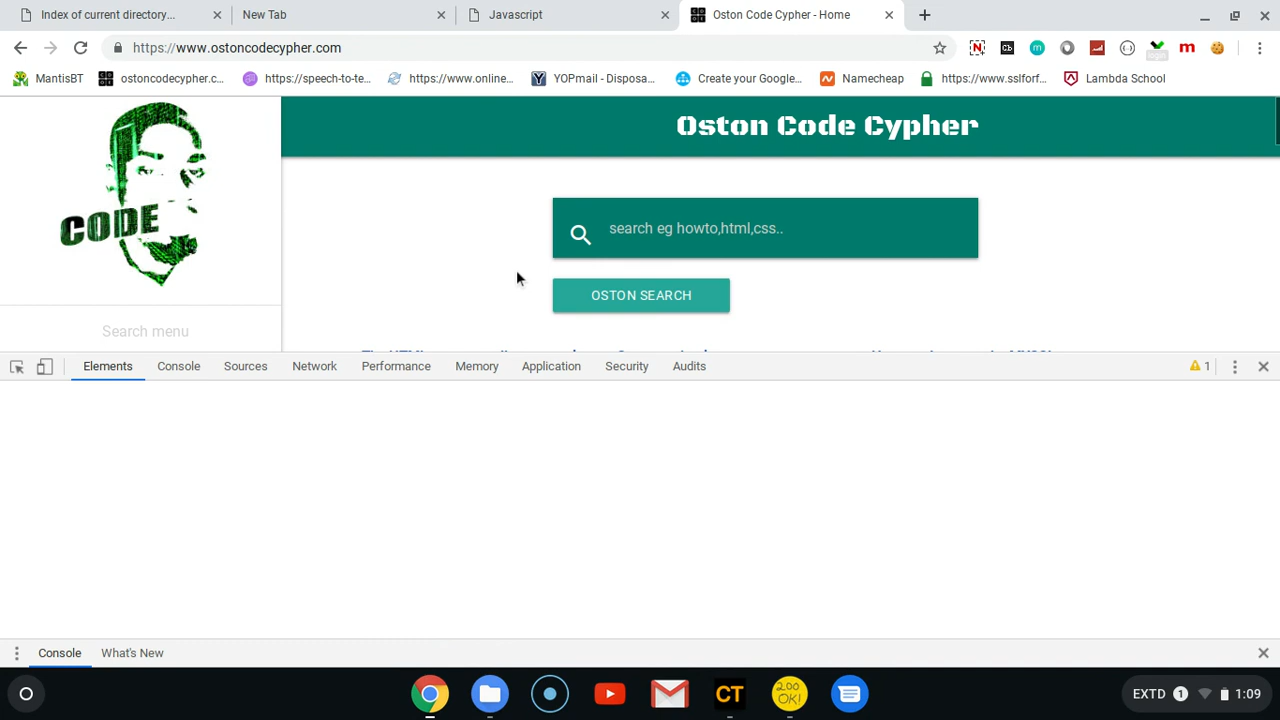 Index of current directory...
New Tab
Javascript
Oston Code Cypher - Home
https://www.ostoncodecypher.com
MantisBT
ostoncodecypher.c...
https://speech-to-te...
https://www.online...
YOPmail - Disposa...
Create your Google...
Namecheap
https://www.sslforf...
Lambda School
CODE
Oston Code Cypher
search eg howto,html,css..
OSTON SEARCH
Search menu
Elements
Console
Sources
Network
Performance
Memory
Application
Security
Audits
1
Console
What's New
CT
200
OK!
EXTD
1
1:09